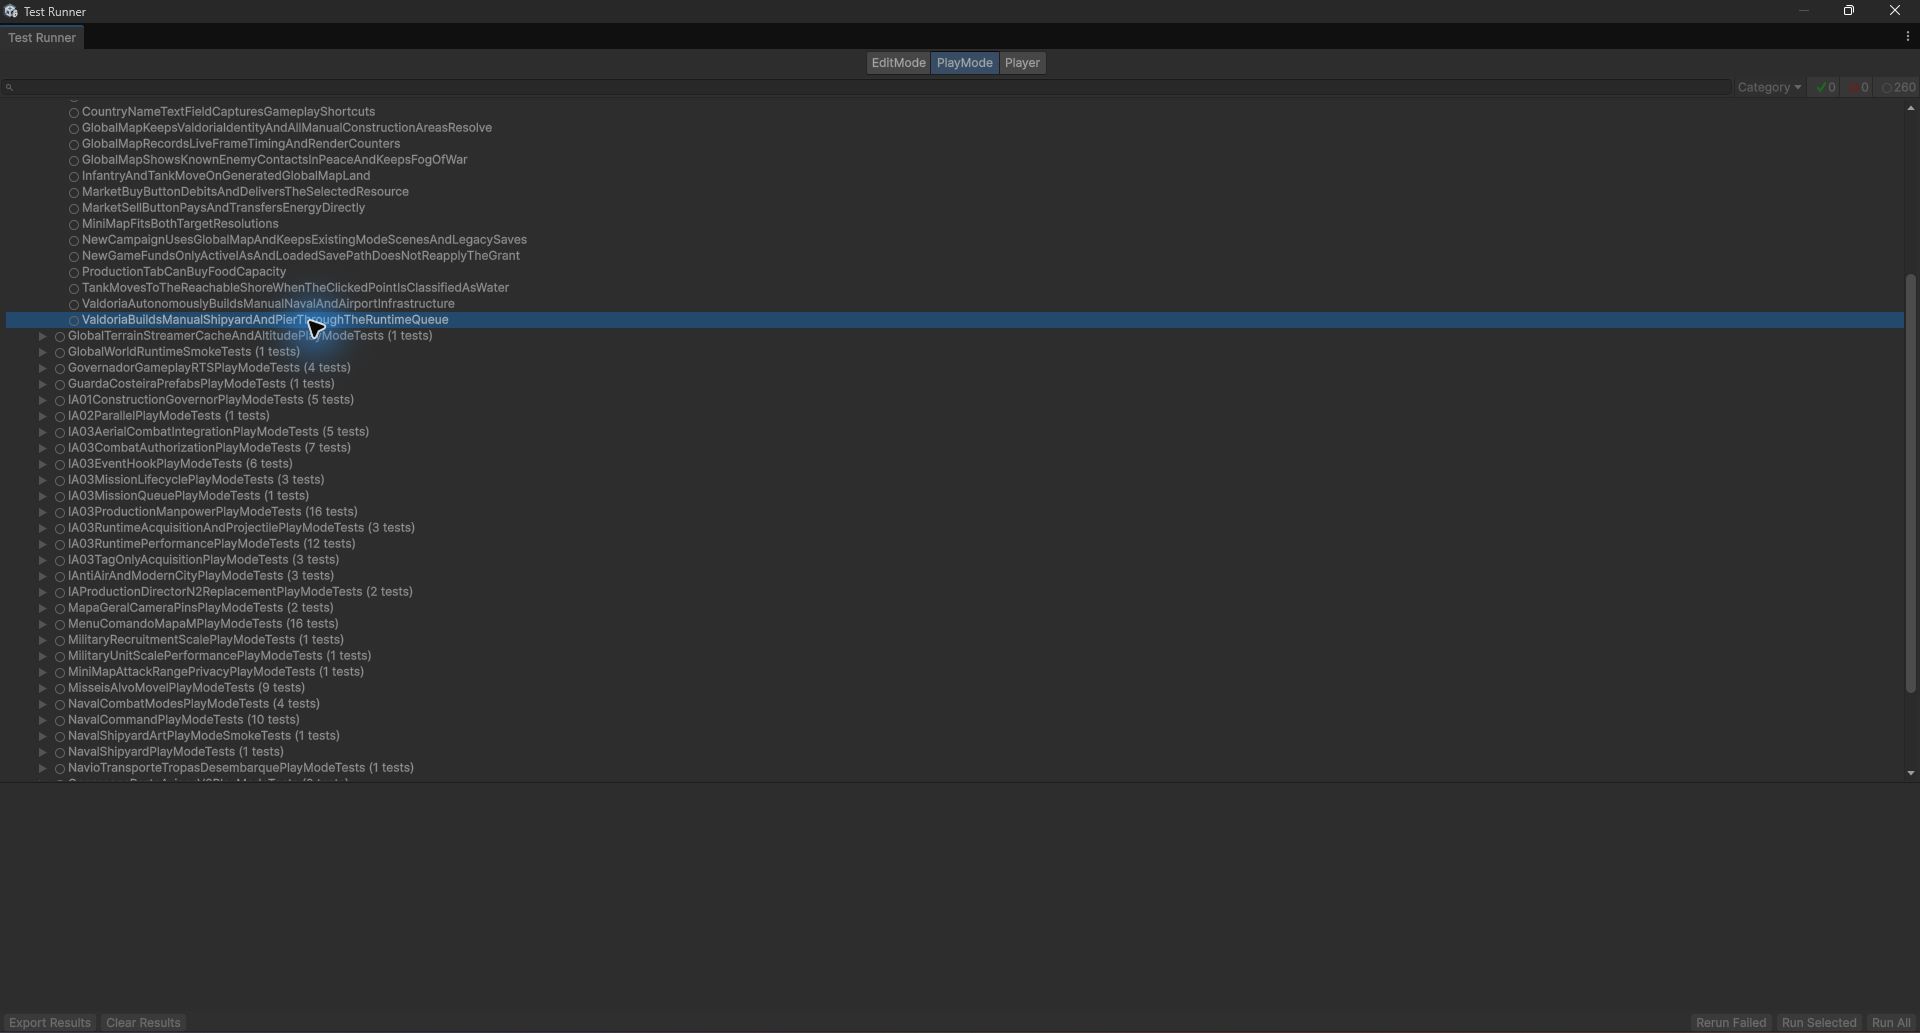 Test Runner
Test Runner
EditMode PlayMode Player
Category 0 0 260
CountryNameTextFieldCapturesGameplayShortcuts
GlobalMapKeepsValdoriaIdentityAndAllManualConstructionAreasResolve
GlobalMapRecordsLiveFrameTimingAndRenderCounters
GlobalMapShowsKnownEnemyContactsInPeaceAndKeepsFogOfWar
InfantryAndTankMoveOnGeneratedGlobalMapLand
MarketBuyButtonDebitsAndDeliversTheSelectedResource
MarketSellButtonPaysAndTransfersEnergyDirectly
MiniMapFitsBothTargetResolutions
NewCampaignUsesGlobalMapAndKeepsExistingModeScenesAndLegacySaves
NewGameFundsOnlyActiveIAsAndLoadedSavePathDoesNotReapplyTheGrant
ProductionTabCanBuyFoodCapacity
TankMovesToTheReachableShoreWhenTheClickedPointIsClassifiedAsWater
ValdoriaAutonomouslyBuildsManualNavalAndAirportInfrastructure
ValdoriaBuildsManualShipyardAndPierThroughTheRuntimeQueue
GlobalTerrainStreamerCacheAndAltitudePlayModeTests (1 tests)
GlobalWorldRuntimeSmokeTests (1 tests)
GovernadorGameplayRTSPlayModeTests (4 tests)
GuardaCosteiraPrefabsPlayModeTests (1 tests)
IA01ConstructionGovernorPlayModeTests (5 tests)
IA02ParallelPlayModeTests (1 tests)
IA03AerialCombatIntegrationPlayModeTests (5 tests)
IA03CombatAuthorizationPlayModeTests (7 tests)
IA03EventHookPlayModeTests (6 tests)
IA03MissionLifecyclePlayModeTests (3 tests)
IA03MissionQueuePlayModeTests (1 tests)
IA03ProductionManpowerPlayModeTests (16 tests)
IA03RuntimeAcquisitionAndProjectilePlayModeTests (3 tests)
IA03RuntimePerformancePlayModeTests (12 tests)
IA03TagOnlyAcquisitionPlayModeTests (3 tests)
IAntiAirAndModernCityPlayModeTests (3 tests)
IAProductionDirectorN2ReplacementPlayModeTests (2 tests)
MapaGeralCameraPinsPlayModeTests (2 tests)
MenuComandoMapaMPlayModeTests (16 tests)
MilitaryRecruitmentScalePlayModeTests (1 tests)
MilitaryUnitScalePerformancePlayModeTests (1 tests)
MiniMapAttackRangePrivacyPlayModeTests (1 tests)
MisseisAlvoMovelPlayModeTests (9 tests)
NavalCombatModesPlayModeTests (4 tests)
NavalCommandPlayModeTests (10 tests)
NavalShipyardArtPlayModeSmokeTests (1 tests)
NavalShipyardPlayModeTests (1 tests)
NavioTransporteTropasDesembarquePlayModeTests (1 tests)
Export Results Clear Results Rerun Failed Run Selected Run All